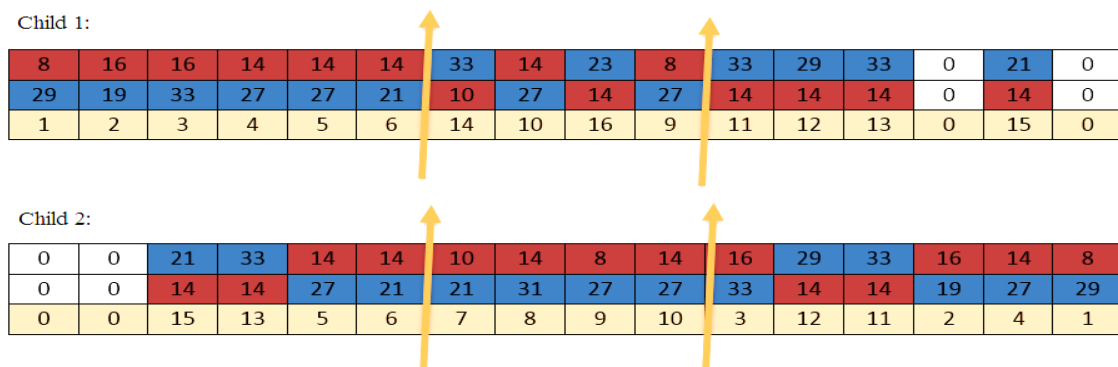 Child 1:
8 16 16 14 14 14 33 14 23 8 33 29 33 0 21 0
29 19 33 27 27 21 10 27 14 27 14 14 14 0 14 0
1 2 3 4 5 6 14 10 16 9 11 12 13 0 15 0
Child 2:
0 0 21 33 14 14 10 14 8 14 16 29 33 16 14 8
0 0 14 14 27 21 21 31 27 27 33 14 14 19 27 29
0 0 15 13 5 6 7 8 9 10 3 12 11 2 4 1